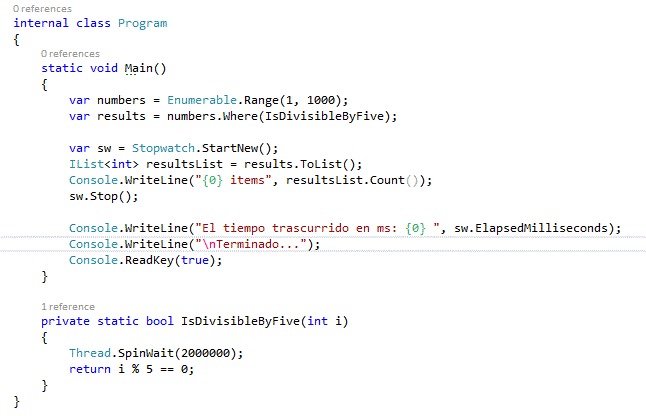 0 references
internal class Program
{
0 references
static void Main()
{
var numbers = Enumerable.Range(1, 1000);
var results = numbers.Where(IsDivisibleByFive);
var sw = Stopwatch.StartNew();
IList<int> resultsList = results.ToList();
Console.WriteLine("{0} items", resultsList.Count());
sw.Stop();
Console.WriteLine("El tiempo trascurrido en ms: {0} ", sw.ElapsedMilliseconds);
Console.WriteLine("\nTerminado...");
Console.ReadKey(true);
}
1 reference
private static bool IsDivisibleByFive(int i)
{
Thread.SpinWait(2000000);
return i % 5 == 0;
}
}